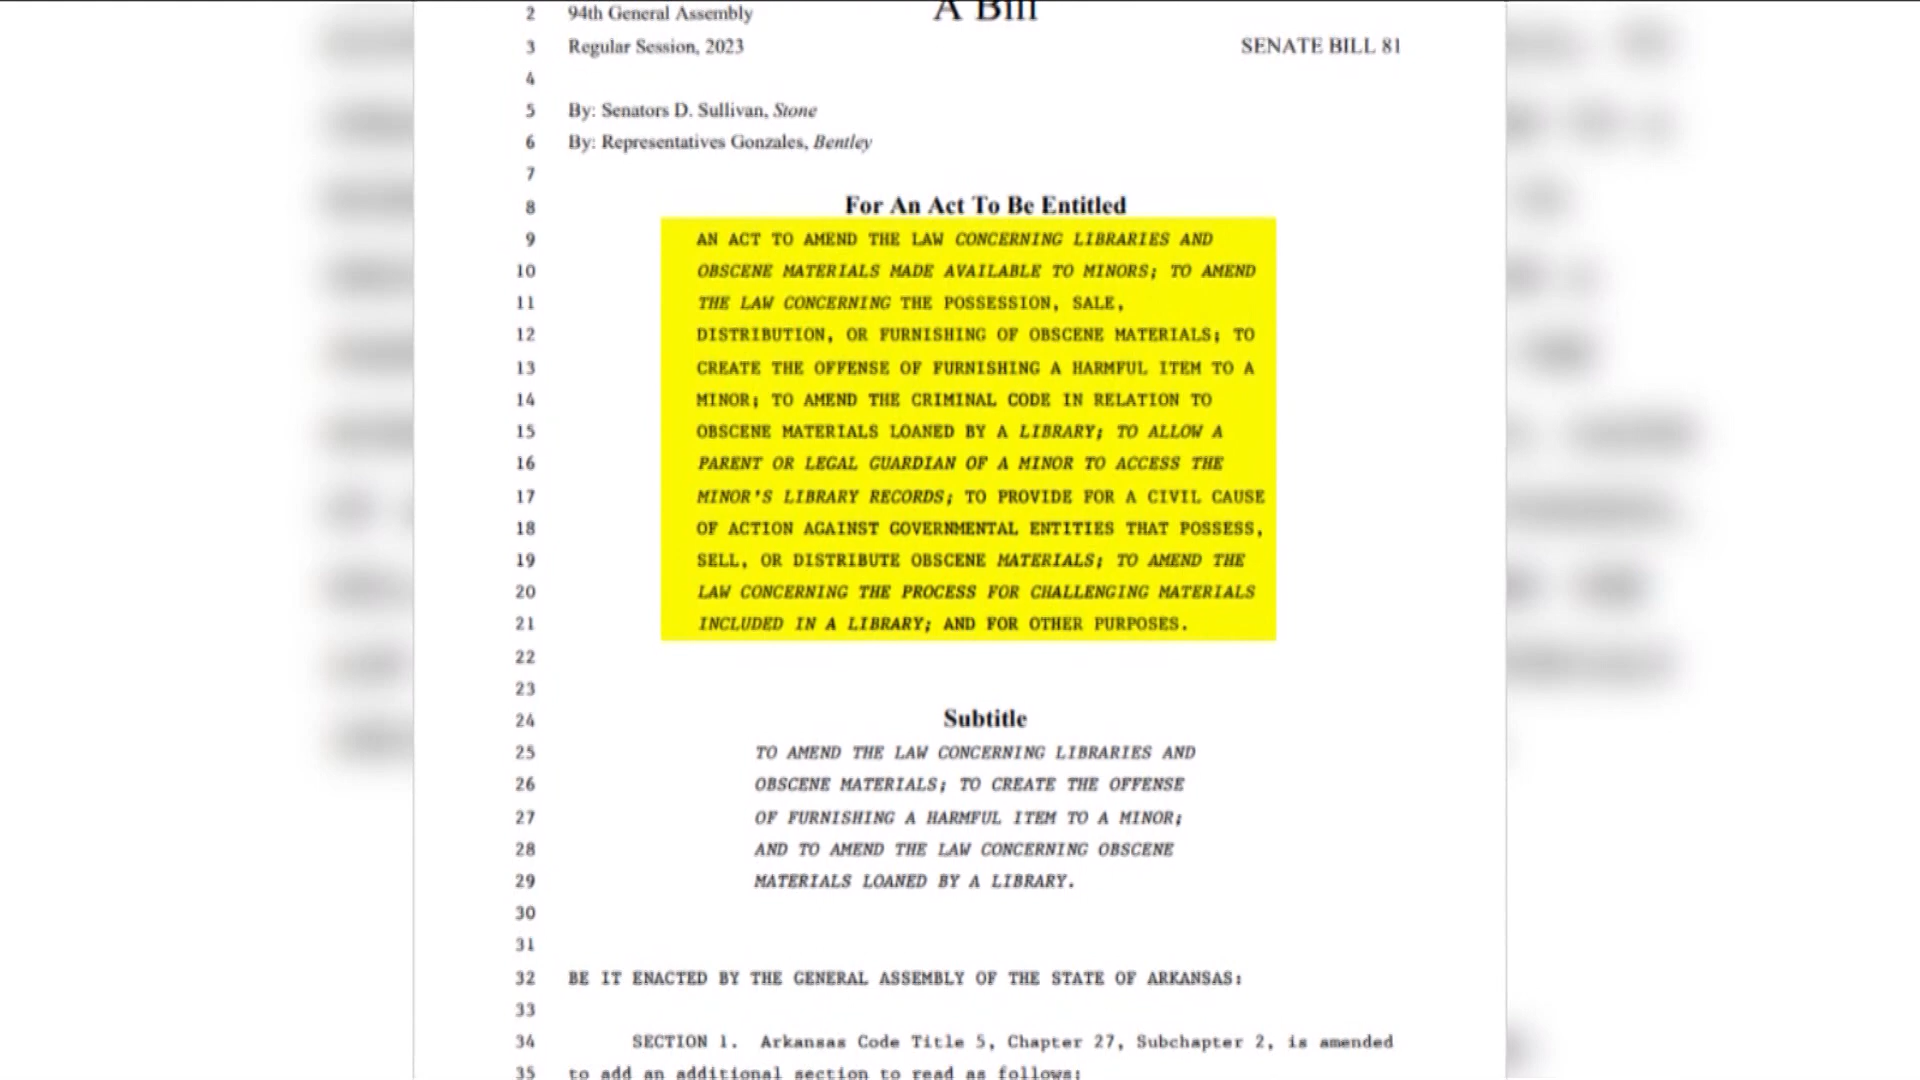 A Bill
2 94th General Assembly
3 Regular Session, 2023 SENATE BILL 81
4
5 By: Senators D. Sullivan, Stone
6 By: Representatives Gonzales, Bentley
7
8 For An Act To Be Entitled
9 AN ACT TO AMEND THE LAW CONCERNING LIBRARIES AND
10 OBSCENE MATERIALS MADE AVAILABLE TO MINORS; TO AMEND
11 THE LAW CONCERNING THE POSSESSION, SALE,
12 DISTRIBUTION, OR FURNISHING OF OBSCENE MATERIALS; TO
13 CREATE THE OFFENSE OF FURNISHING A HARMFUL ITEM TO A
14 MINOR; TO AMEND THE CRIMINAL CODE IN RELATION TO
15 OBSCENE MATERIALS LOANED BY A LIBRARY; TO ALLOW A
16 PARENT OR LEGAL GUARDIAN OF A MINOR TO ACCESS THE
17 MINOR'S LIBRARY RECORDS; TO PROVIDE FOR A CIVIL CAUSE
18 OF ACTION AGAINST GOVERNMENTAL ENTITIES THAT POSSESS,
19 SELL, OR DISTRIBUTE OBSCENE MATERIALS; TO AMEND THE
20 LAW CONCERNING THE PROCESS FOR CHALLENGING MATERIALS
21 INCLUDED IN A LIBRARY; AND FOR OTHER PURPOSES.
22
23
24 Subtitle
25 TO AMEND THE LAW CONCERNING LIBRARIES AND
26 OBSCENE MATERIALS; TO CREATE THE OFFENSE
27 OF FURNISHING A HARMFUL ITEM TO A MINOR;
28 AND TO AMEND THE LAW CONCERNING OBSCENE
29 MATERIALS LOANED BY A LIBRARY.
30
31
32 BE IT ENACTED BY THE GENERAL ASSEMBLY OF THE STATE OF ARKANSAS:
33
34 SECTION 1. Arkansas Code Title 5, Chapter 27, Subchapter 2, is amended
35 to add an additional section to read as follows: